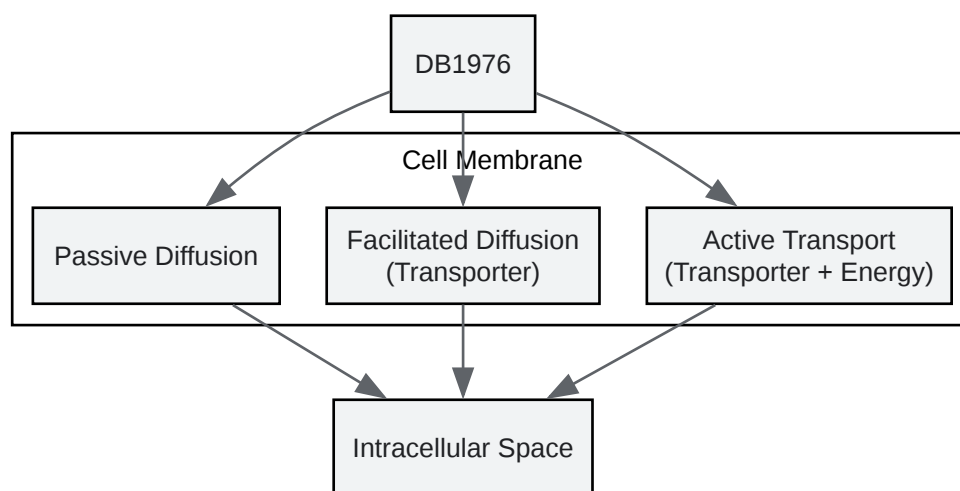 DB1976
Cell Membrane
Passive Diffusion
Facilitated Diffusion
(Transporter)
Active Transport
(Transporter + Energy)
Intracellular Space